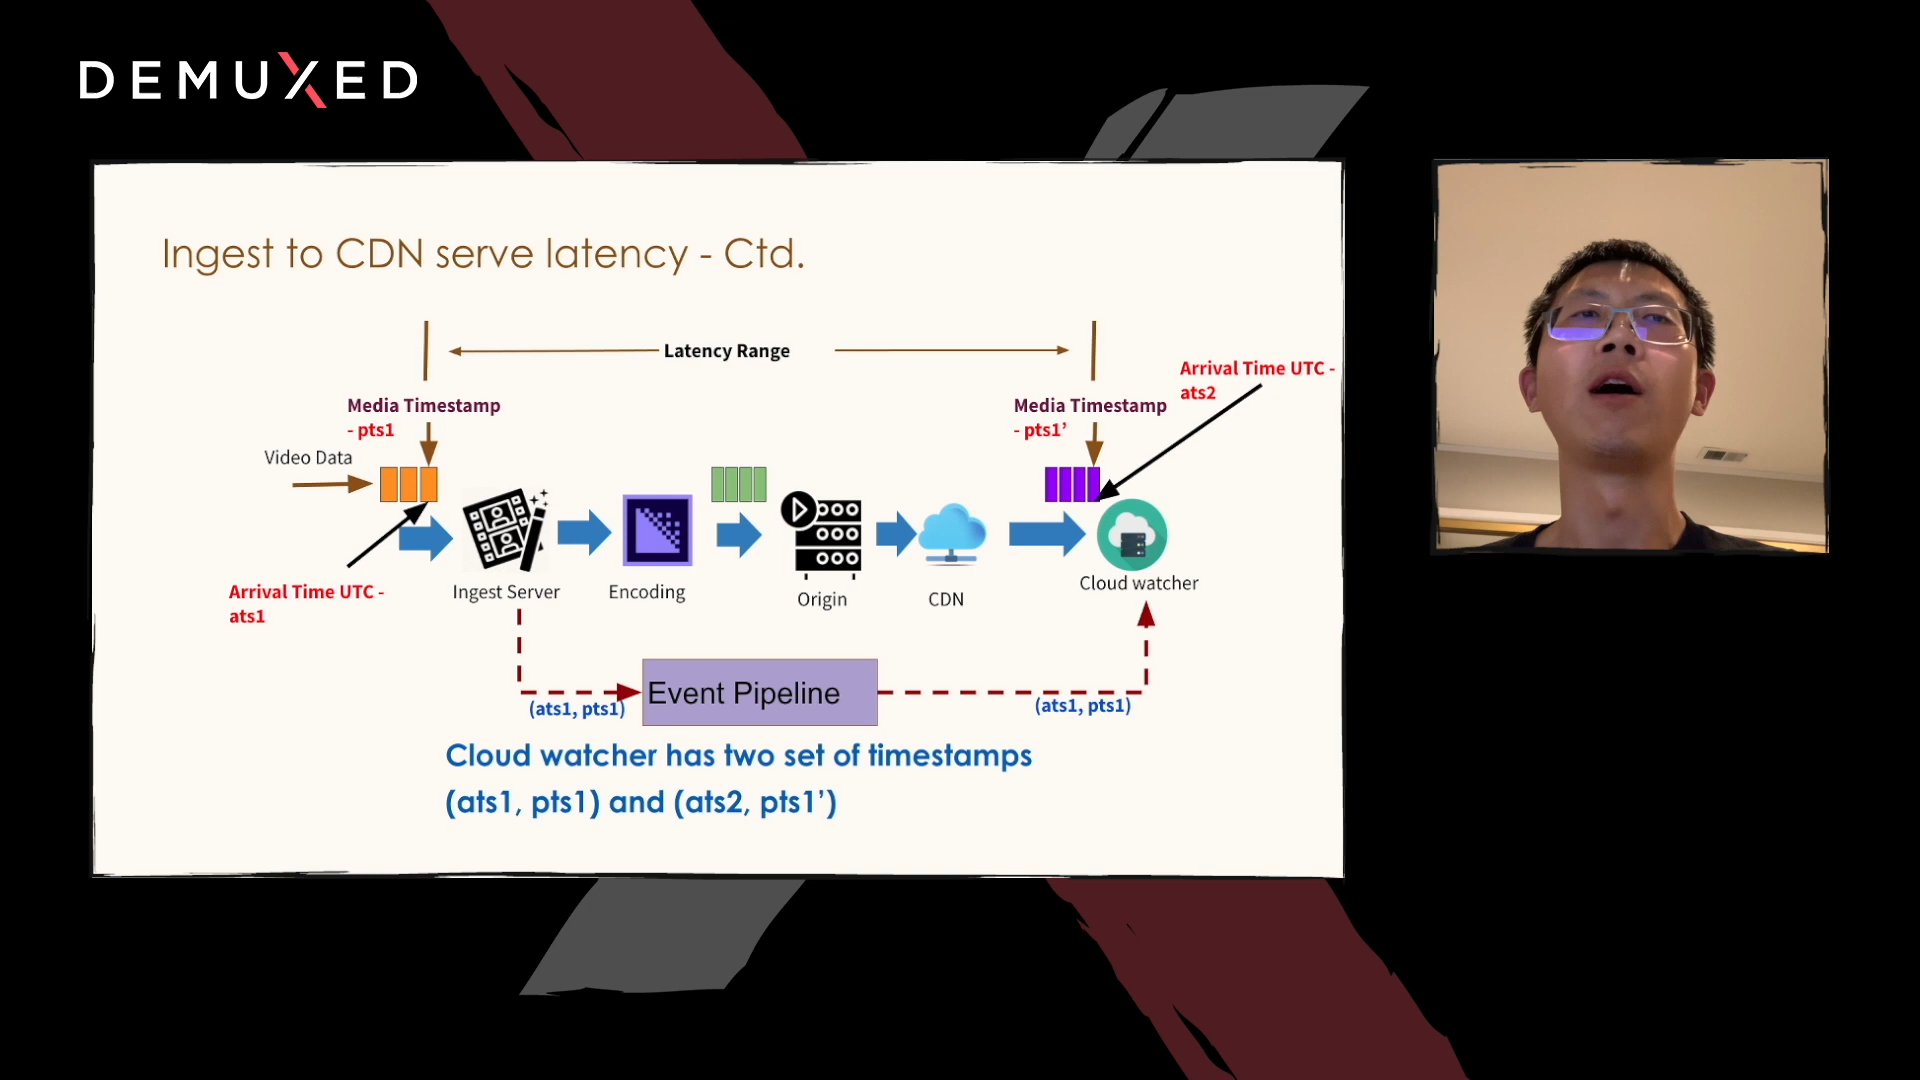 DEMUXED
Ingest to CDN serve latency - Ctd.
Latency Range
Arrival Time UTC -
ats2
Media Timestamp
- pts1
Media Timestamp
- pts1’
Video Data
Arrival Time UTC -
ats1
Ingest Server
Encoding
Origin
CDN
Cloud watcher
Event Pipeline
(ats1, pts1)
(ats1, pts1)
Cloud watcher has two set of timestamps
(ats1, pts1) and (ats2, pts1’)